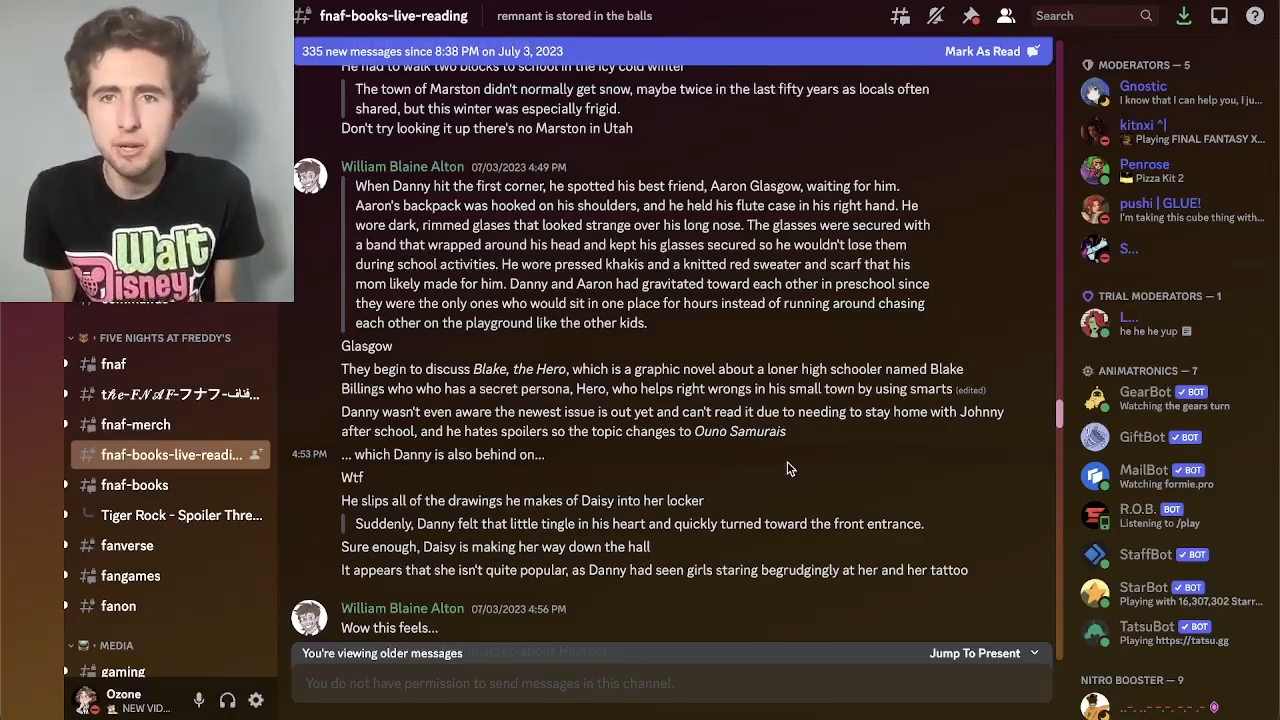 fnaf-books-live-reading
remnant is stored in the balls
Search
335 new messages since 8:38 PM on July 3, 2023
Mark As Read
He had to walk two blocks to school in the icy cold winter
The town of Marston didn't normally get snow, maybe twice in the last fifty years as locals often
shared, but this winter was especially frigid.
Don't try looking it up there's no Marston in Utah
William Blaine Alton 07/03/2023 4:49 PM
When Danny hit the first corner, he spotted his best friend, Aaron Glasgow, waiting for him.
Aaron's backpack was hooked on his shoulders, and he held his flute case in his right hand. He
wore dark, rimmed glases that looked strange over his long nose. The glasses were secured with
a band that wrapped around his head and kept his glasses secured so he wouldn't lose them
during school activities. He wore pressed khakis and a knitted red sweater and scarf that his
mom likely made for him. Danny and Aaron had gravitated toward each other in preschool since
they were the only ones who would sit in one place for hours instead of running around chasing
each other on the playground like the other kids.
Glasgow
They begin to discuss Blake, the Hero, which is a graphic novel about a loner high schooler named Blake
Billings who who has a secret persona, Hero, who helps right wrongs in his small town by using smarts (edited)
Danny wasn't even aware the newest issue is out yet and can't read it due to needing to stay home with Johnny
after school, and he hates spoilers so the topic changes to Ouno Samurais
4:53 PM
... which Danny is also behind on...
Wtf
He slips all of the drawings he makes of Daisy into her locker
Suddenly, Danny felt that little tingle in his heart and quickly turned toward the front entrance.
Sure enough, Daisy is making her way down the hall
It appears that she isn't quite popular, as Danny had seen girls staring begrudgingly at her and her tattoo
William Blaine Alton 07/03/2023 4:56 PM
Wow this feels...
You're viewing older messages
Jump To Present
You do not have permission to send messages in this channel.
Walt
Disney
FIVE NIGHTS AT FREDDY'S
fnaf
fnaf-merch
fnaf-books-live-readi...
fnaf-books
Tiger Rock - Spoiler Thre...
fanverse
fangames
fanon
MEDIA
gaming
Ozone
NEW VID...
MODERATORS — 5
Gnostic
I know that I can help you, I ju...
kitnxi ^|
Playing FINAL FANTASY X...
Penrose
Pizza Kit 2
pushi | GLUE!
I'm taking this cube thing with...
S...
TRIAL MODERATORS — 1
L...
he he he yup
ANIMATRONICS — 7
GearBot BOT
Watching the gears turn
GiftBot BOT
MailBot BOT
Watching formie.pro
R.O.B. BOT
Listening to /play
StaffBot BOT
StarBot BOT
Playing with 16,307,302 Starr...
TatsuBot BOT
Playing https://tatsu.gg
NITRO BOOSTER — 9